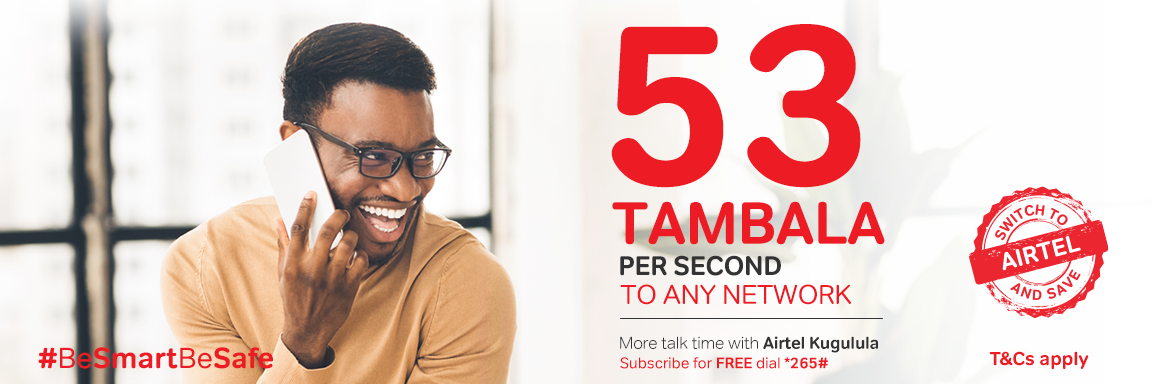 53
TAMBALA
PER SECOND
TO ANY NETWORK
More talk time with Airtel Kugulula
Subscribe for FREE dial *265#
SWITCH TO
AIRTEL
AND SAVE
#BeSmartBeSafe
T&Cs apply